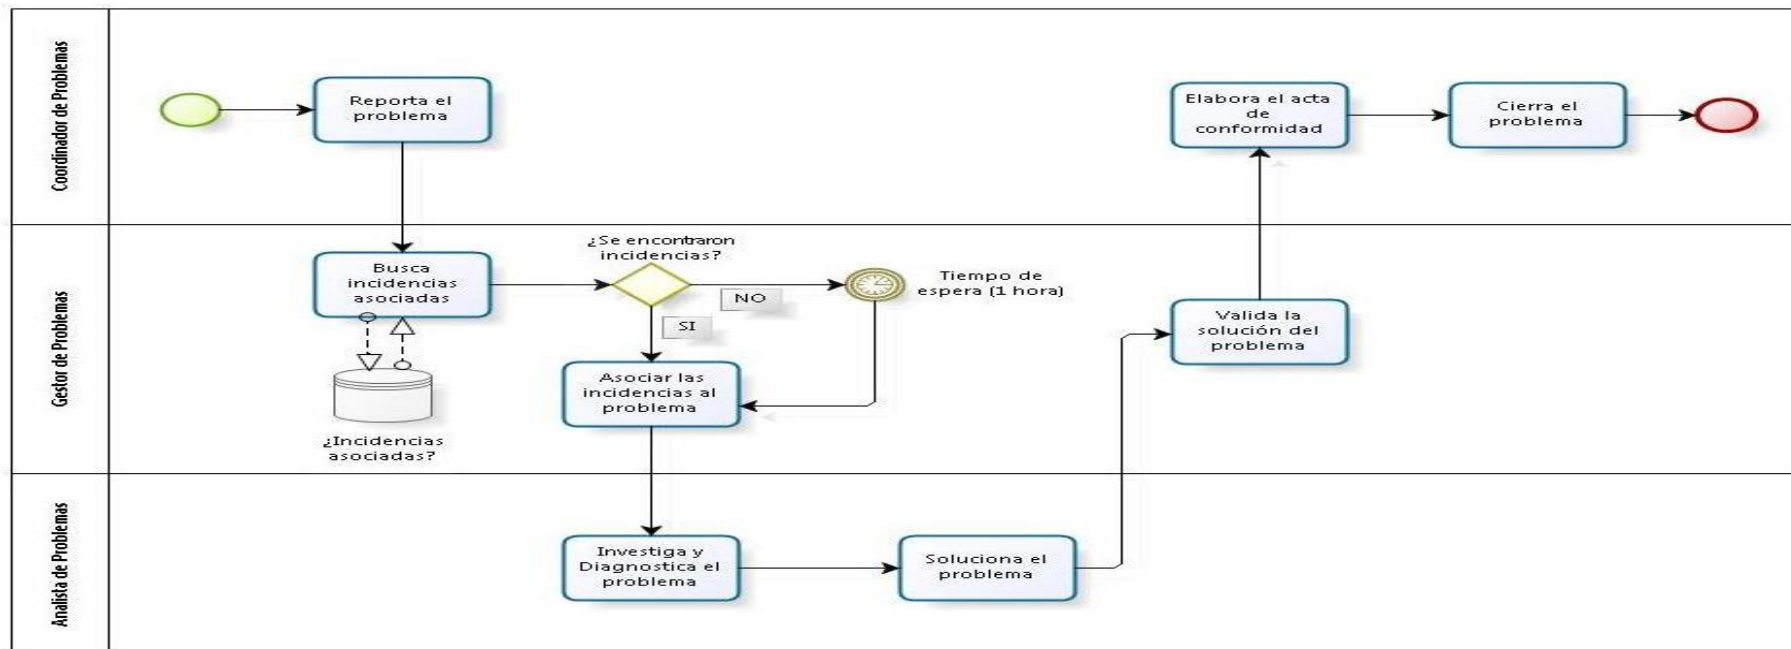 Coordinador de Problemas
Reporta el
problema
Elabora el acta
de
conformidad
Cierra el
problema
Gestor de Problemas
Busca
incidencias
asociadas
¿Se encontraron
incidencias?
NO
SI
Tiempo de
espera (1 hora)
¿Incidencias
asociadas?
Asociar las
incidencias al
problema
Valida la
solución del
problema
Analista de Problemas
Investiga y
Diagnostica el
problema
Soluciona el
problema